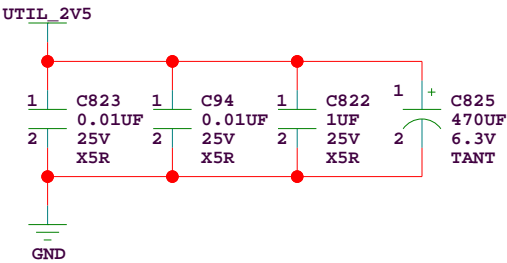 UTIL_2V5
1 C823 1 C94 1 C822 1 + C825
0.01UF 0.01UF 1UF 470UF
2 25V 2 25V 2 25V 2 6.3V
X5R X5R X5R TANT
GND